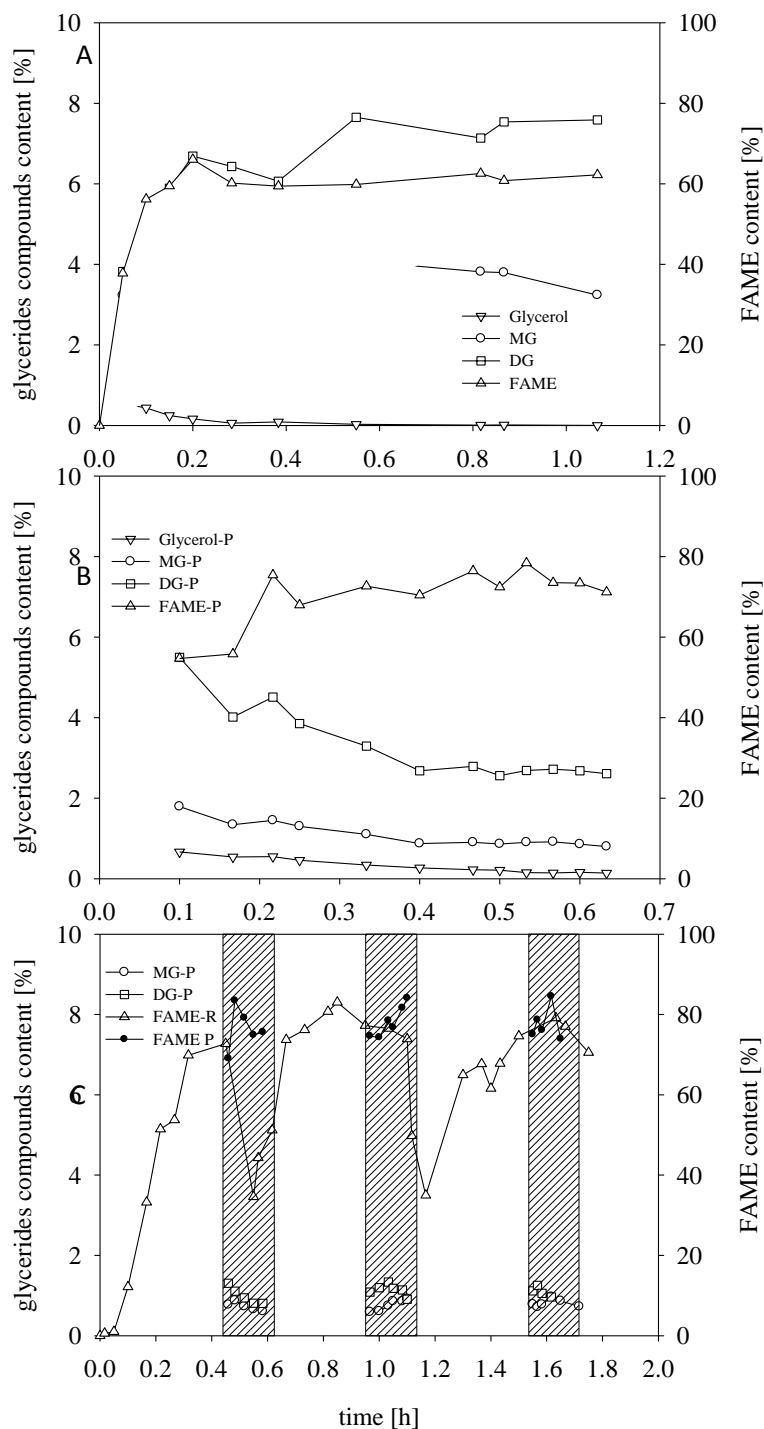 A
10 8 6 4 2 0
glycerides compounds content [%]
100 80 60 40 20 0
FAME content [%]
Glycerol
MG
DG
FAME
0.0 0.2 0.4 0.6 0.8 1.0 1.2
B
10 8 6 4 2 0
glycerides compounds content [%]
100 80 60 40 20 0
FAME content [%]
Glycerol-P
MG-P
DG-P
FAME-P
0.0 0.1 0.2 0.3 0.4 0.5 0.6 0.7
C
10 8 6 4 2 0
glycerides compounds content [%]
100 80 60 40 20 0
FAME content [%]
MG-P
DG-P
FAME-R
FAME P
0.0 0.2 0.4 0.6 0.8 1.0 1.2 1.4 1.6 1.8 2.0
time [h]